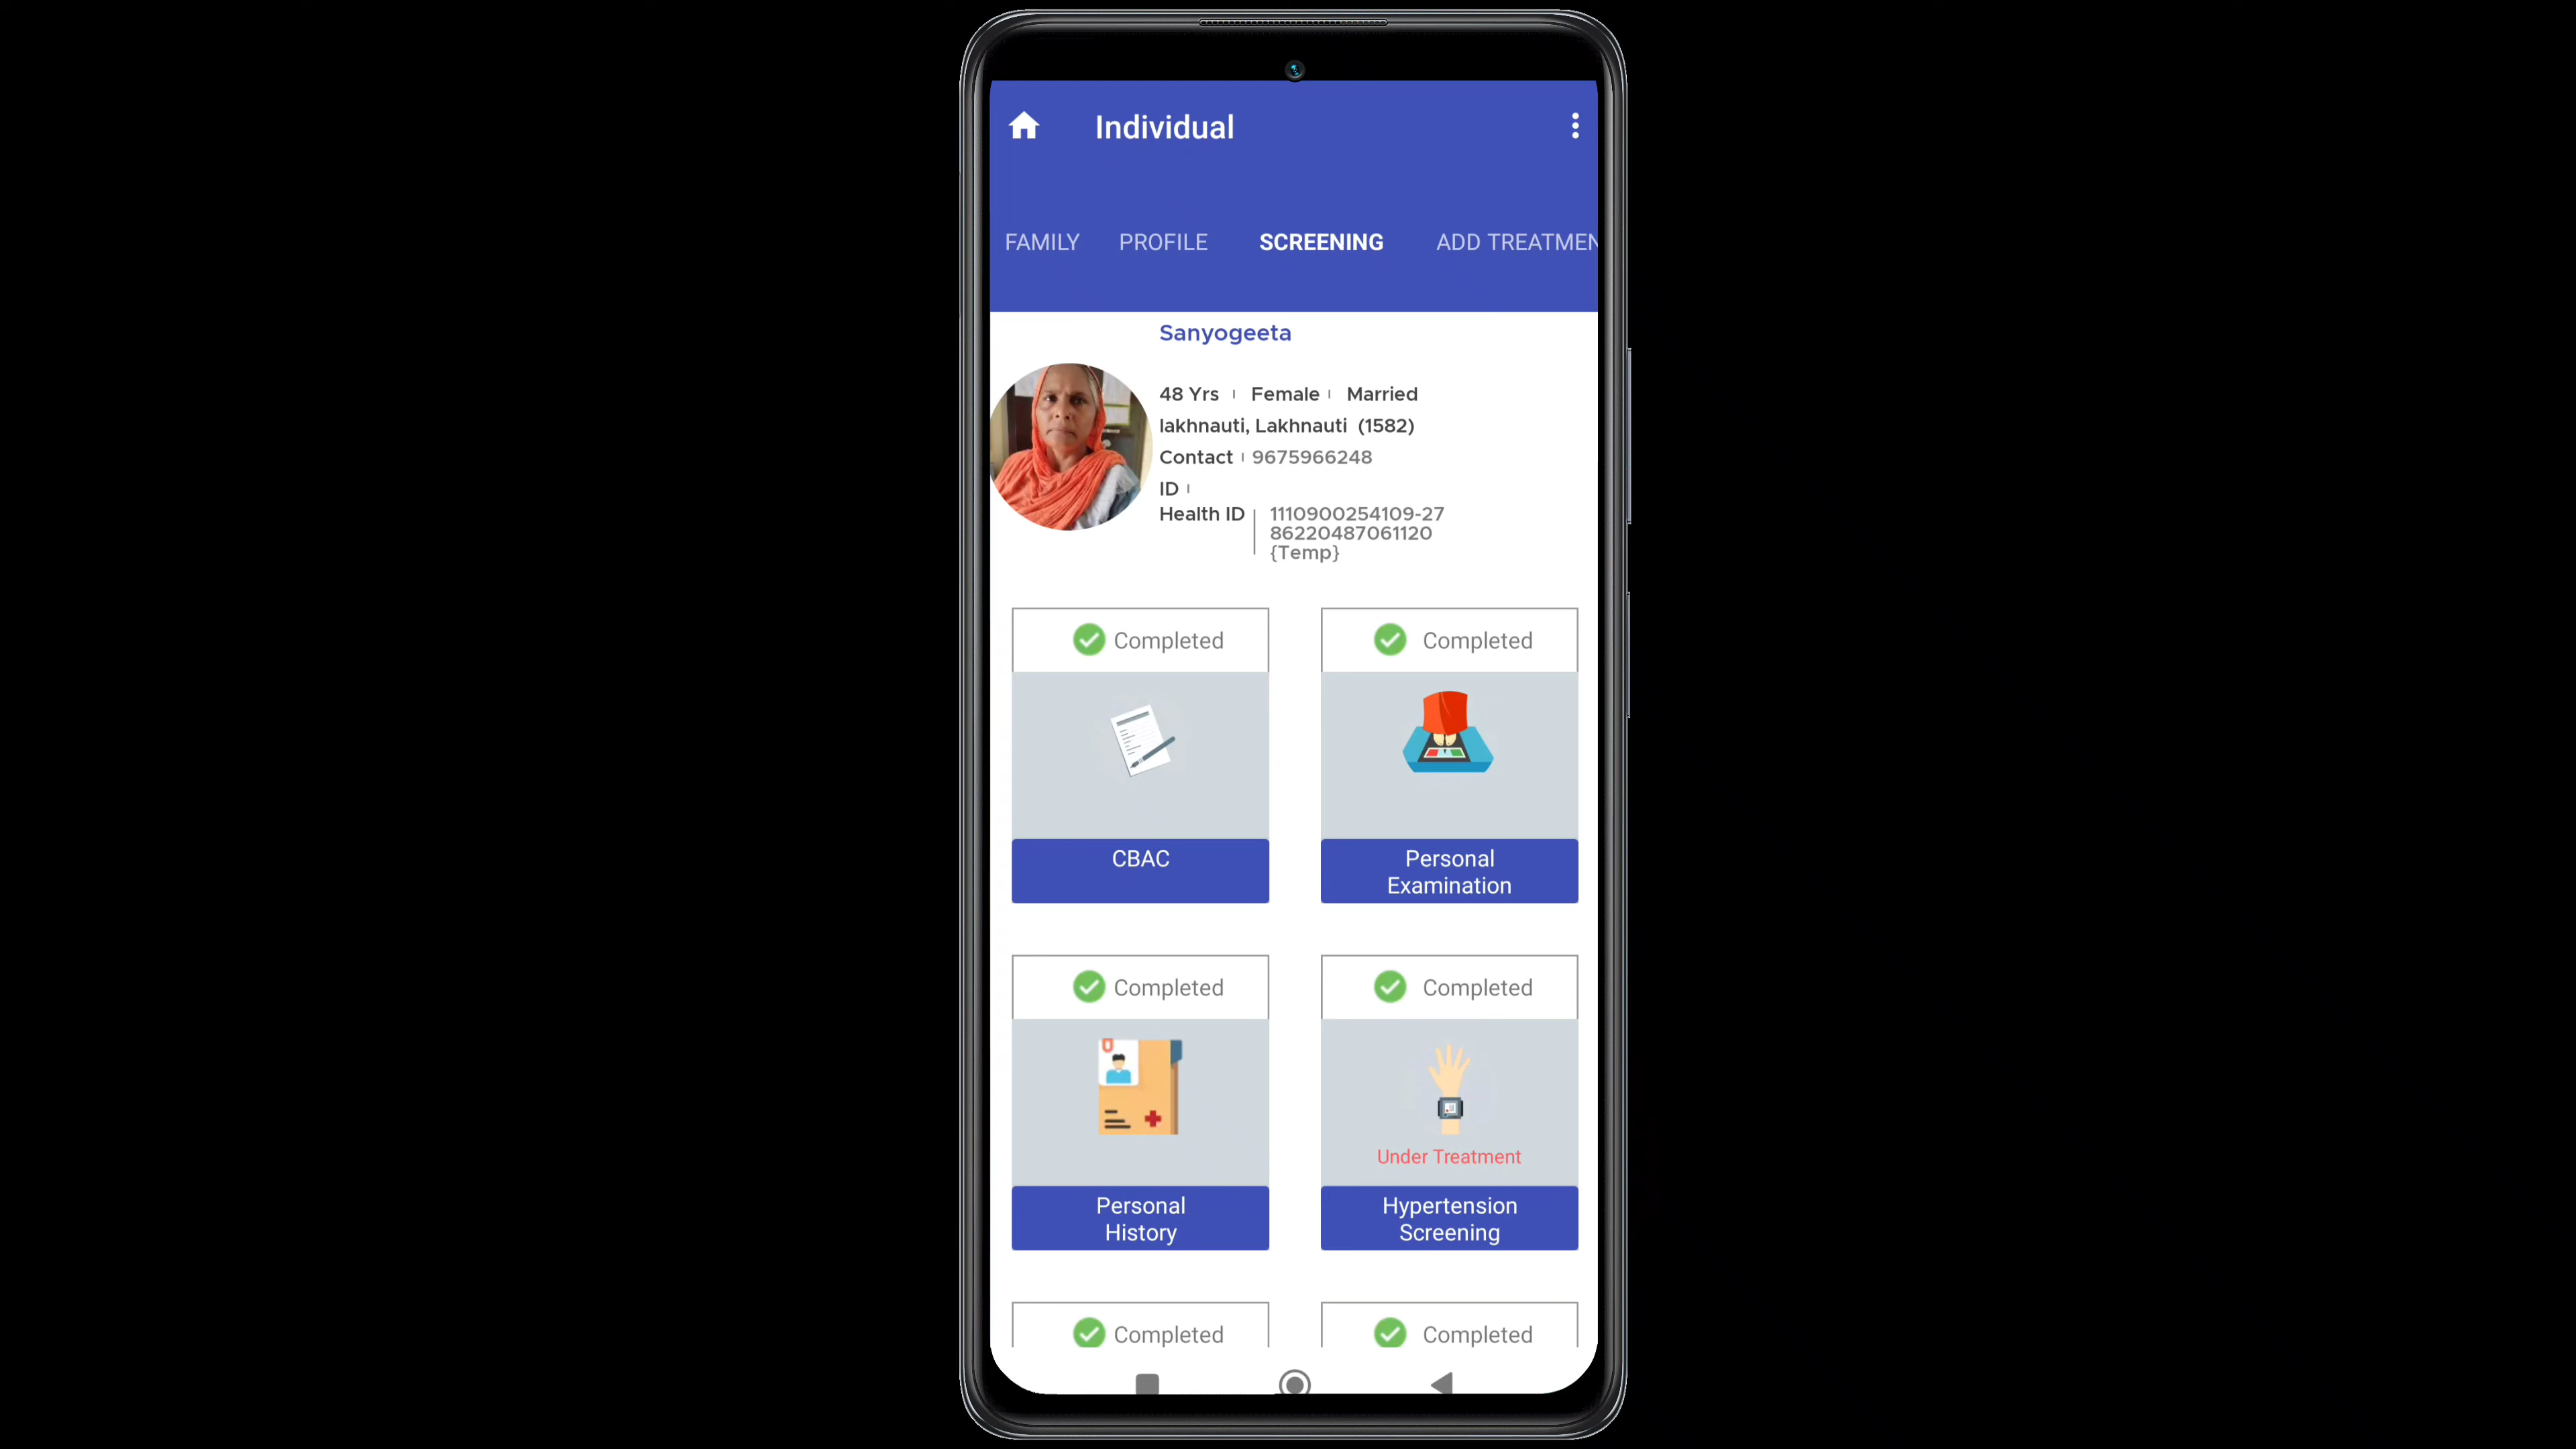 Individual
FAMILY PROFILE SCREENING ADD TREATMEN
Sanyogeeta
48 Yrs Female Married
lakhnauti, Lakhnauti (1582)
Contact 9675966248
ID
Health ID 1110900254109-27
86220487061120
{Temp}
Completed Completed
CBAC
Personal
Examination
Completed Completed
Under Treatment
Personal
History
Hypertension
Screening
Completed Completed